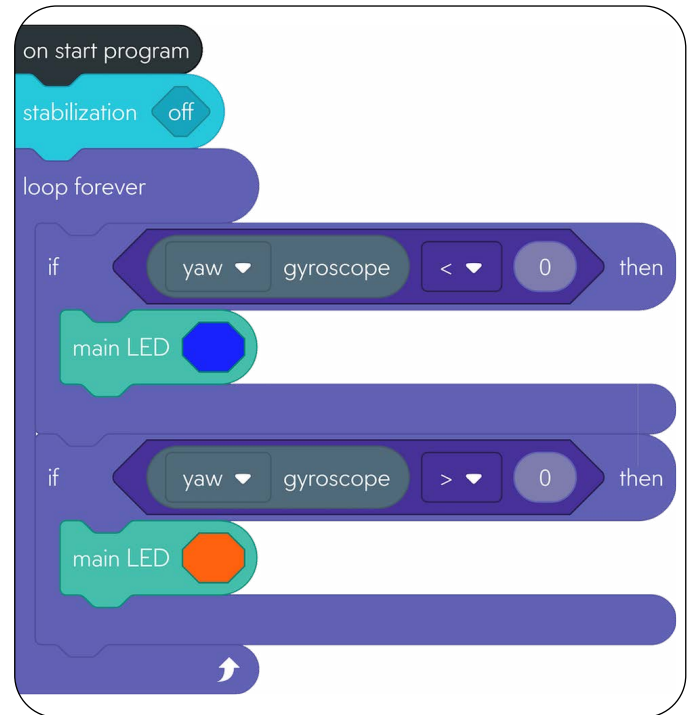 on start program
stabilization off
loop forever
if yaw gyroscope < 0 then
main LED
if yaw gyroscope > 0 then
main LED